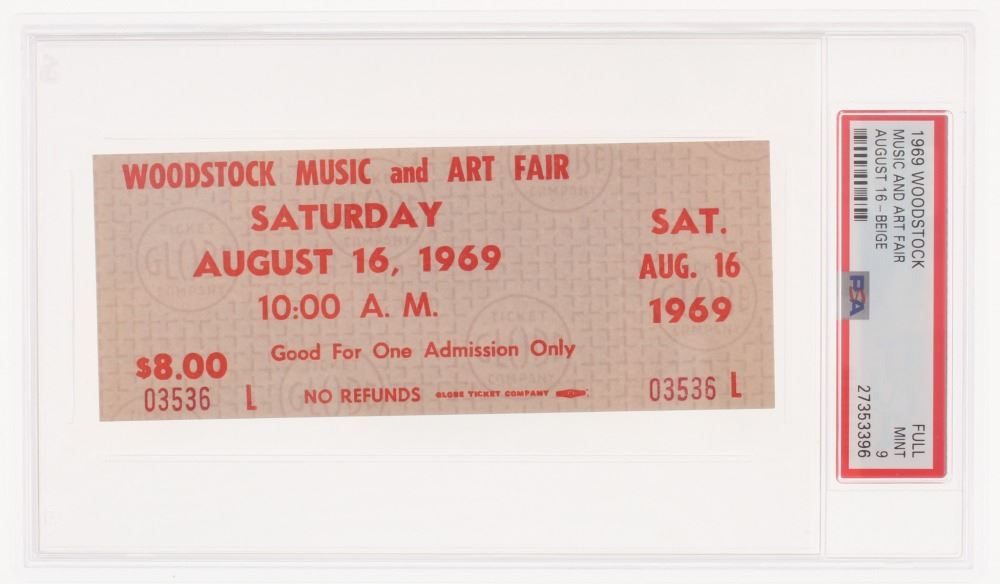 WOODSTOCK MUSIC and ART FAIR
SATURDAY
AUGUST 16, 1969
10:00 A. M.
Good For One Admission Only
$8.00
03536 L
NO REFUNDS
GLOBE TICKET COMPANY
SAT.
AUG. 16
1969
03536 L
1969 WOODSTOCK
MUSIC AND ART FAIR
AUGUST 16 - BEIGE
PSA
FULL
MINT
9
27353396